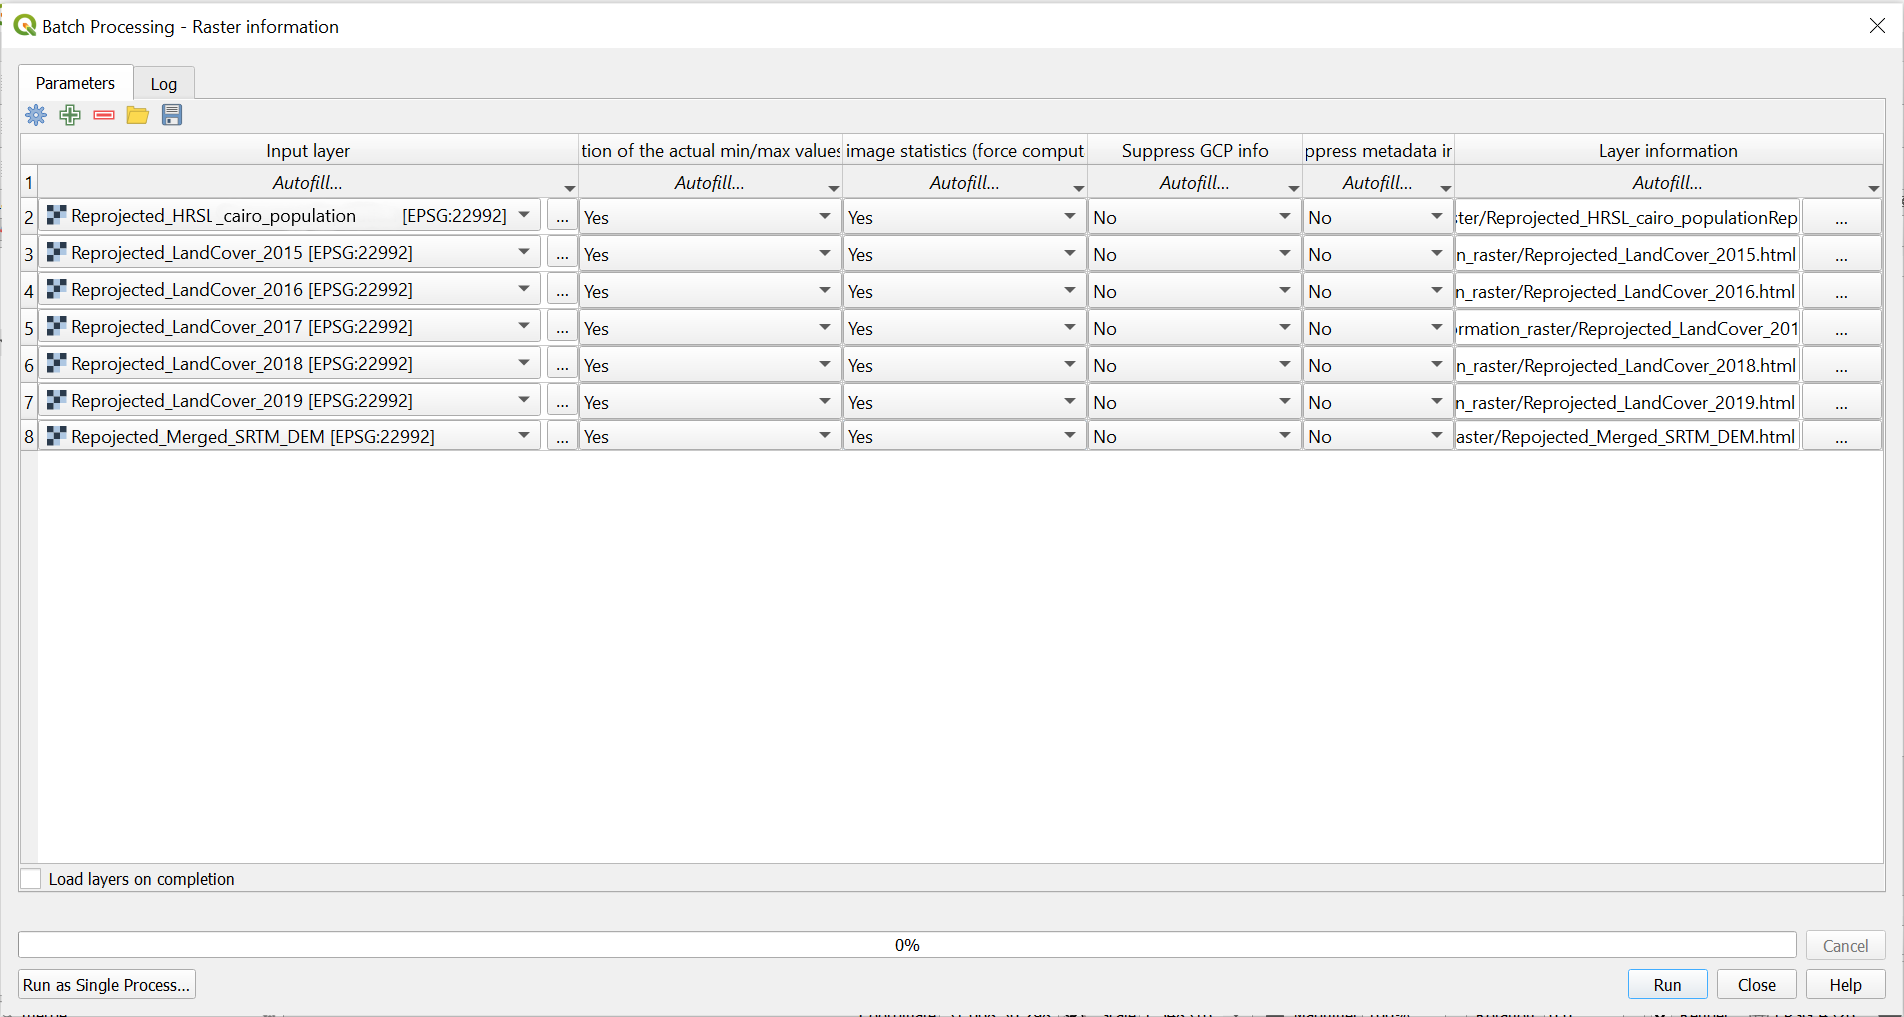 Batch Processing - Raster information
Parameters Log
Input layer tion of the actual min/max values image statistics (force comput Suppress GCP info ppress metadata ir Layer information
1 Autofill... Autofill... Autofill... Autofill... Autofill... Autofill...
2 Reprojected_HRSL_cairo_population [EPSG:22992] ... Yes Yes No No ster/Reprojected_HRSL_cairo_populationRep ...
3 Reprojected_LandCover_2015 [EPSG:22992] ... Yes Yes No No n_raster/Reprojected_LandCover_2015.html ...
4 Reprojected_LandCover_2016 [EPSG:22992] ... Yes Yes No No n_raster/Reprojected_LandCover_2016.html ...
5 Reprojected_LandCover_2017 [EPSG:22992] ... Yes Yes No No ormation_raster/Reprojected_LandCover_201 ...
6 Reprojected_LandCover_2018 [EPSG:22992] ... Yes Yes No No n_raster/Reprojected_LandCover_2018.html ...
7 Reprojected_LandCover_2019 [EPSG:22992] ... Yes Yes No No n_raster/Reprojected_LandCover_2019.html ...
8 Repojected_Merged_SRTM_DEM [EPSG:22992] ... Yes Yes No No aster/Repojected_Merged_SRTM_DEM.html ...
Load layers on completion
0% Cancel
Run as Single Process... Run Close Help